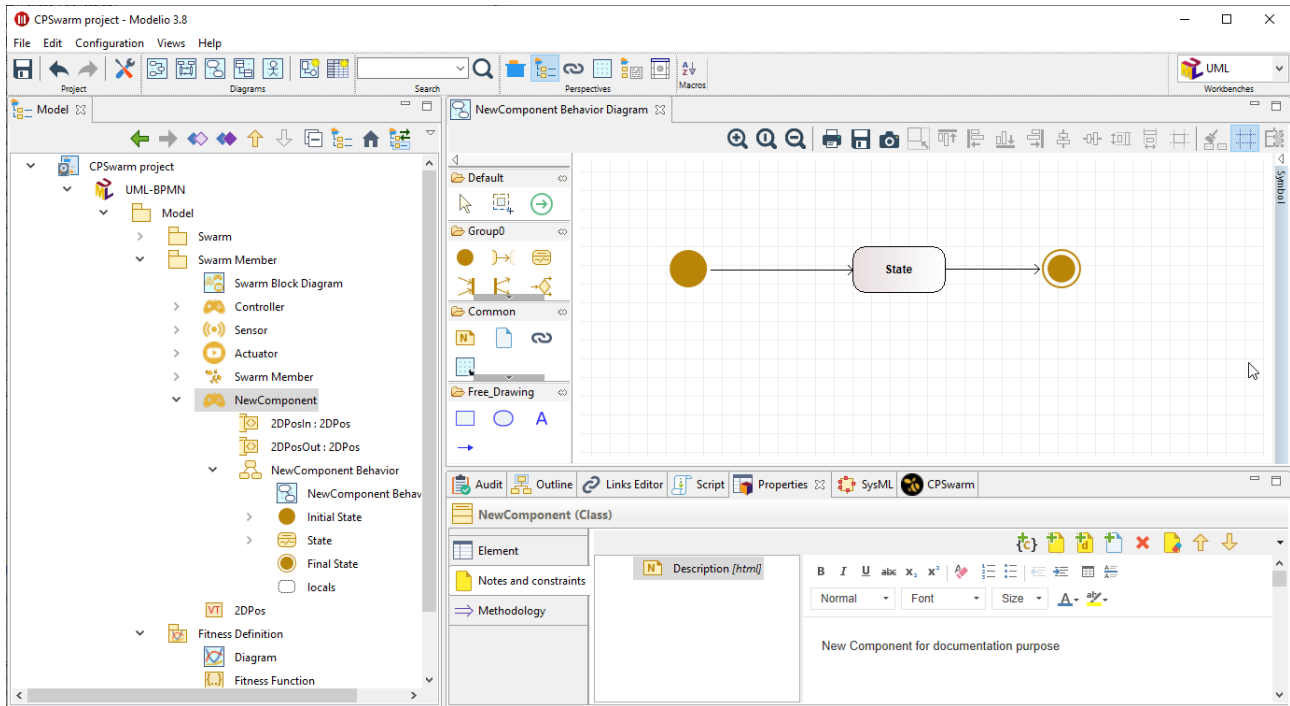 CPSwarm project - Modelio 3.8
File Edit Configuration Views Help
Project
Diagrams
Search
Perspectives
Macros
UML
Workbenches
Model
CPSwarm project
UML-BPMN
Model
Swarm
Swarm Member
Swarm Block Diagram
Controller
Sensor
Actuator
Swarm Member
NewComponent
2DPosIn : 2DPos
2DPosOut : 2DPos
NewComponent Behavior
NewComponent Behav
Initial State
State
Final State
locals
2DPos
Fitness Definition
Diagram
Fitness Function
NewComponent Behavior Diagram
Default
Group0
Common
N
Free_Drawing
A
State
Symbol
Audit Outline Links Editor Script Properties SysML CPSwarm
NewComponent (Class)
Element
Notes and constraints
Methodology
N Description [html]
B I U abc x₂ x²
Normal Font Size A ab
New Component for documentation purpose